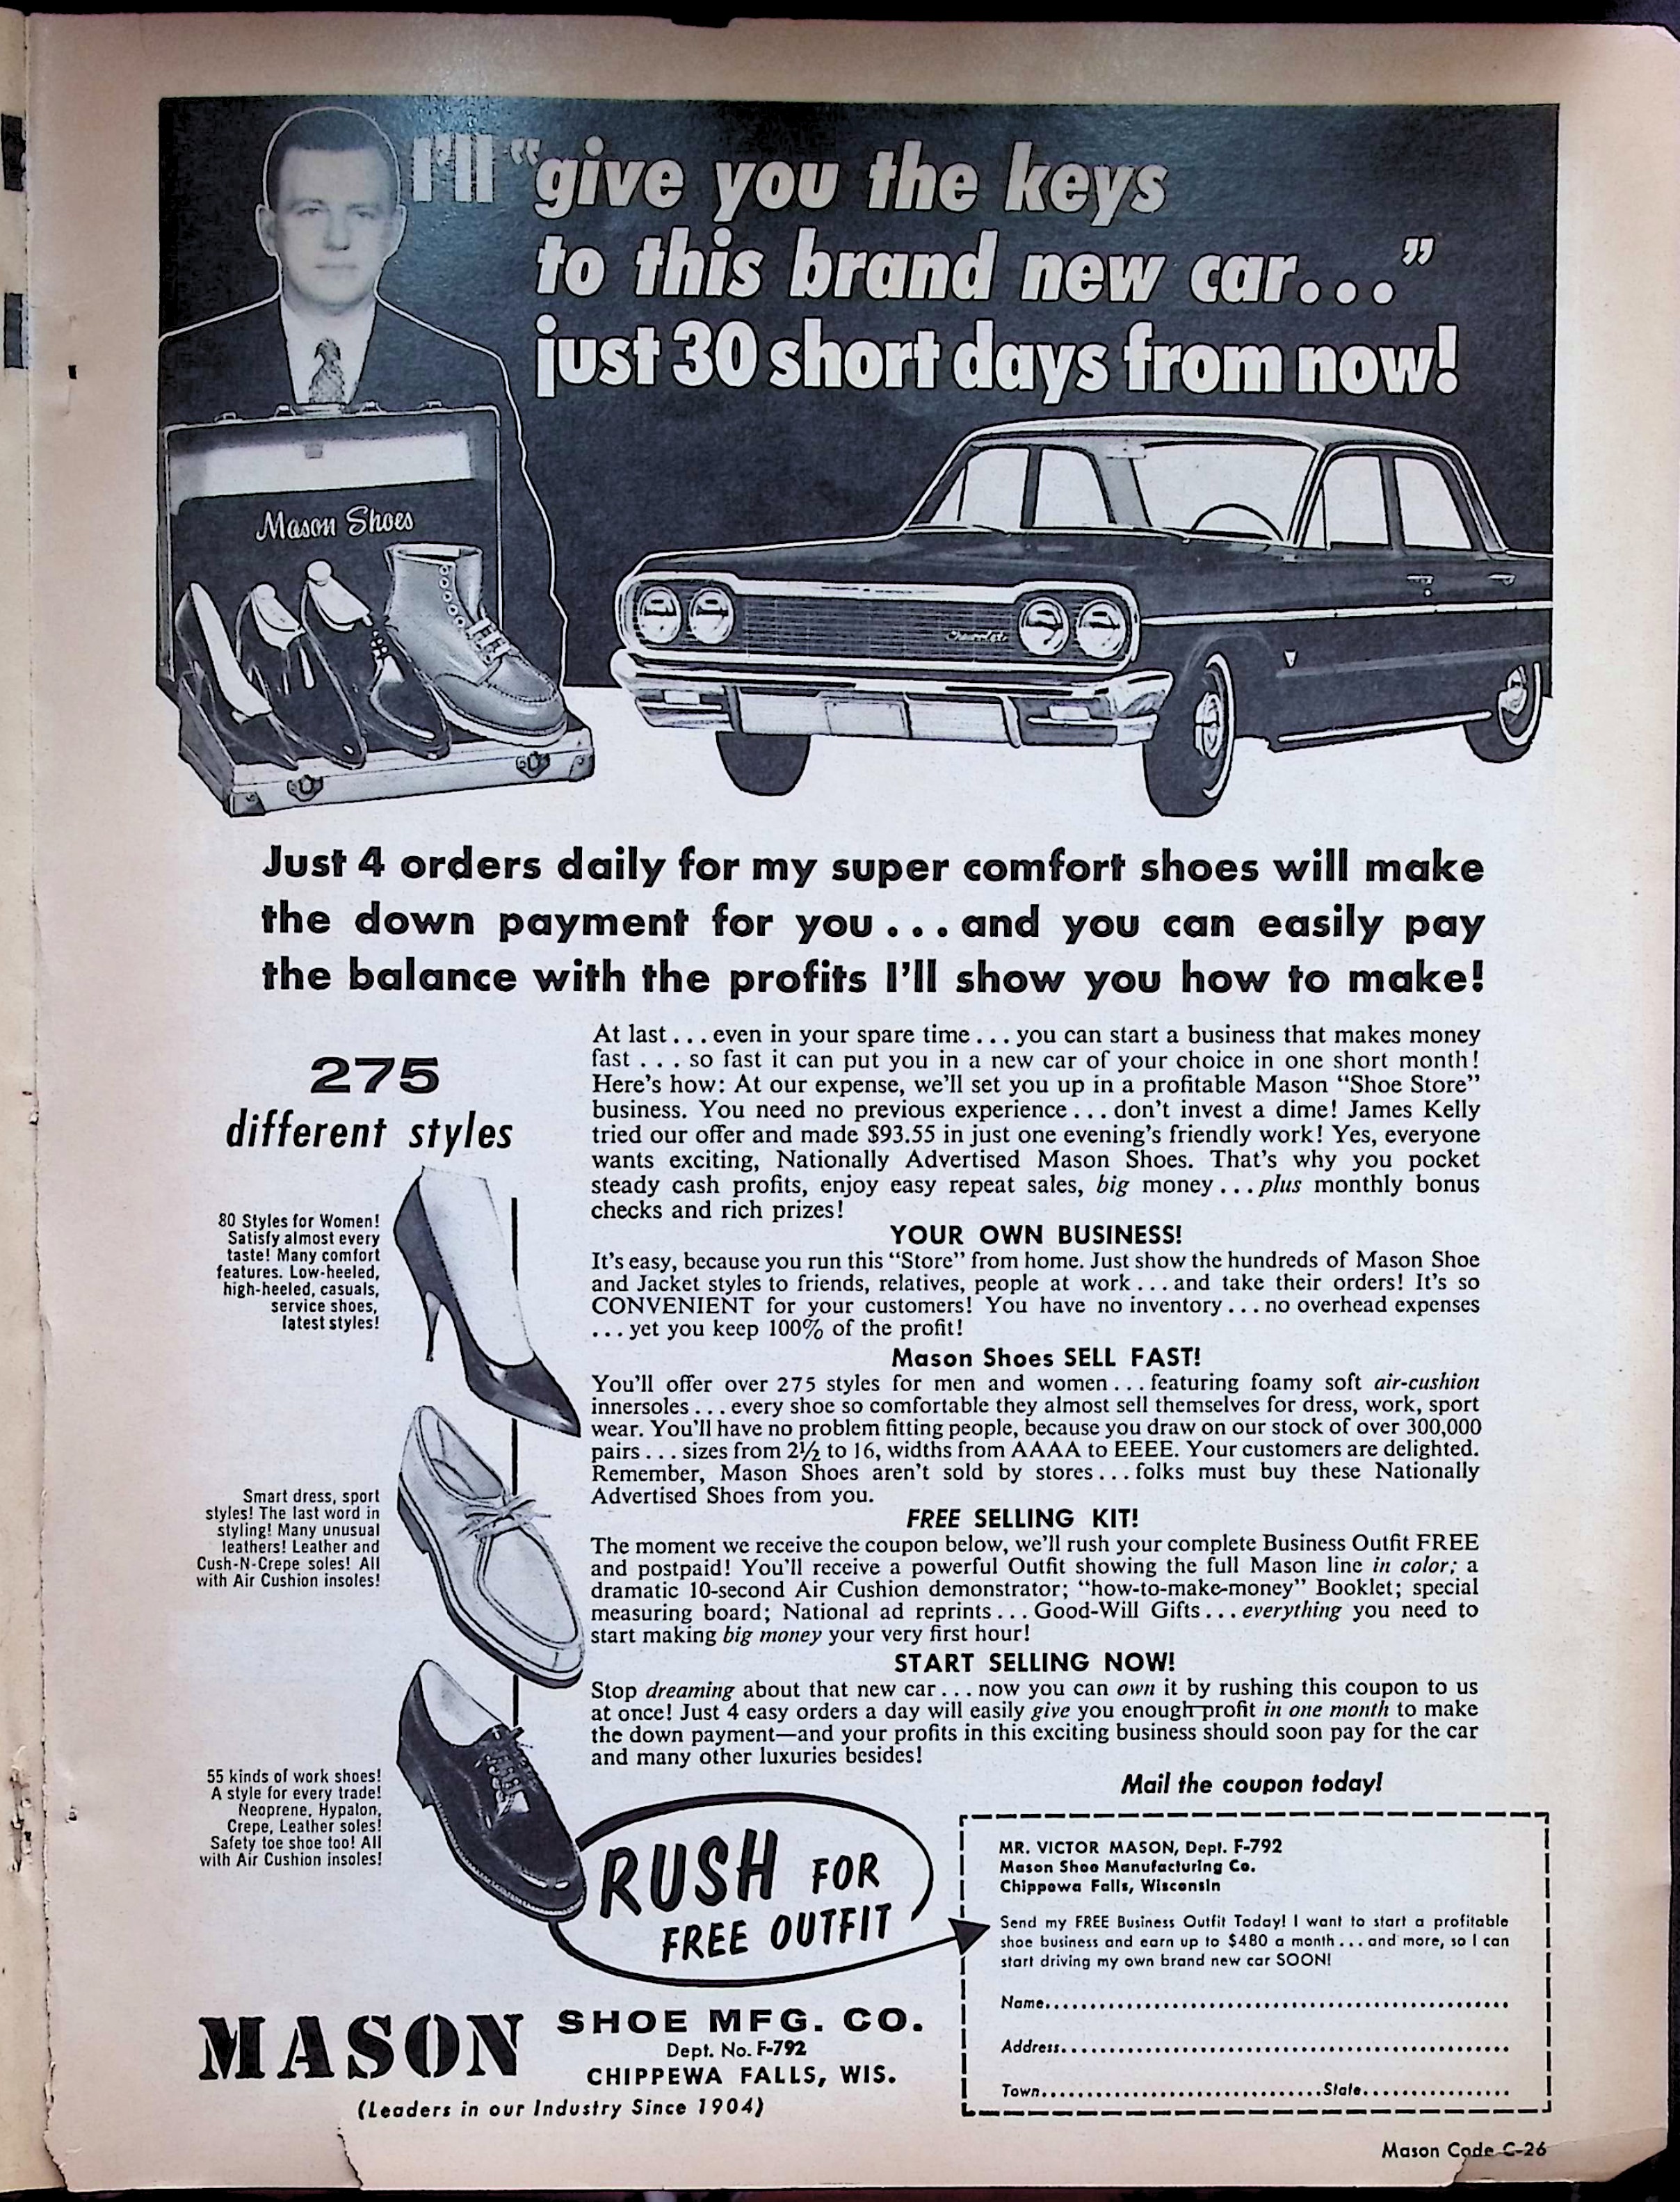 I'll "give you the keys
to this brand new car..."
just 30 short days from now!
Mason Shoes
Chevrolet
Just 4 orders daily for my super comfort shoes will make
the down payment for you ... and you can easily pay
the balance with the profits I'll show you how to make!
275
different styles
80 Styles for Women!
Satisfy almost every
taste! Many comfort
features. Low-heeled,
high-heeled, casuals,
service shoes,
latest styles!
Smart dress, sport
styles! The last word in
styling! Many unusual
leathers! Leather and
Cush-N-Crepe soles! All
with Air Cushion insoles!
55 kinds of work shoes!
A style for every trade!
Neoprene, Hypalon,
Crepe, Leather soles!
Safety toe shoe too! All
with Air Cushion insoles!
At last ... even in your spare time ... you can start a business that makes money
fast . . . so fast it can put you in a new car of your choice in one short month!
Here's how: At our expense, we'll set you up in a profitable Mason "Shoe Store"
business. You need no previous experience ... don't invest a dime! James Kelly
tried our offer and made $93.55 in just one evening's friendly work! Yes, everyone
wants exciting, Nationally Advertised Mason Shoes. That's why you pocket
steady cash profits, enjoy easy repeat sales, big money ... plus monthly bonus
checks and rich prizes!
YOUR OWN BUSINESS!
It's easy, because you run this "Store" from home. Just show the hundreds of Mason Shoe
and Jacket styles to friends, relatives, people at work ... and take their orders! It's so
CONVENIENT for your customers! You have no inventory ... no overhead expenses
... yet you keep 100% of the profit!
Mason Shoes SELL FAST!
You'll offer over 275 styles for men and women ... featuring foamy soft air-cushion
innersoles ... every shoe so comfortable they almost sell themselves for dress, work, sport
wear. You'll have no problem fitting people, because you draw on our stock of over 300,000
pairs ... sizes from 2½ to 16, widths from AAAA to EEEE. Your customers are delighted.
Remember, Mason Shoes aren't sold by stores ... folks must buy these Nationally
Advertised Shoes from you.
FREE SELLING KIT!
The moment we receive the coupon below, we'll rush your complete Business Outfit FREE
and postpaid! You'll receive a powerful Outfit showing the full Mason line in color; a
dramatic 10-second Air Cushion demonstrator; "how-to-make-money" Booklet; special
measuring board; National ad reprints ... Good-Will Gifts ... everything you need to
start making big money your very first hour!
START SELLING NOW!
Stop dreaming about that new car ... now you can own it by rushing this coupon to us
at once! Just 4 easy orders a day will easily give you enough profit in one month to make
the down payment—and your profits in this exciting business should soon pay for the car
and many other luxuries besides!
Mail the coupon today!
RUSH FOR
FREE OUTFIT
MR. VICTOR MASON, Dept. F-792
Mason Shoe Manufacturing Co.
Chippewa Falls, Wisconsin
Send my FREE Business Outfit Today! I want to start a profitable
shoe business and earn up to $480 a month ... and more, so I can
start driving my own brand new car SOON!
Name
Address
Town State
MASON SHOE MFG. CO.
Dept. No. F-792
CHIPPEWA FALLS, WIS.
(Leaders in our Industry Since 1904)
Mason Code C-26